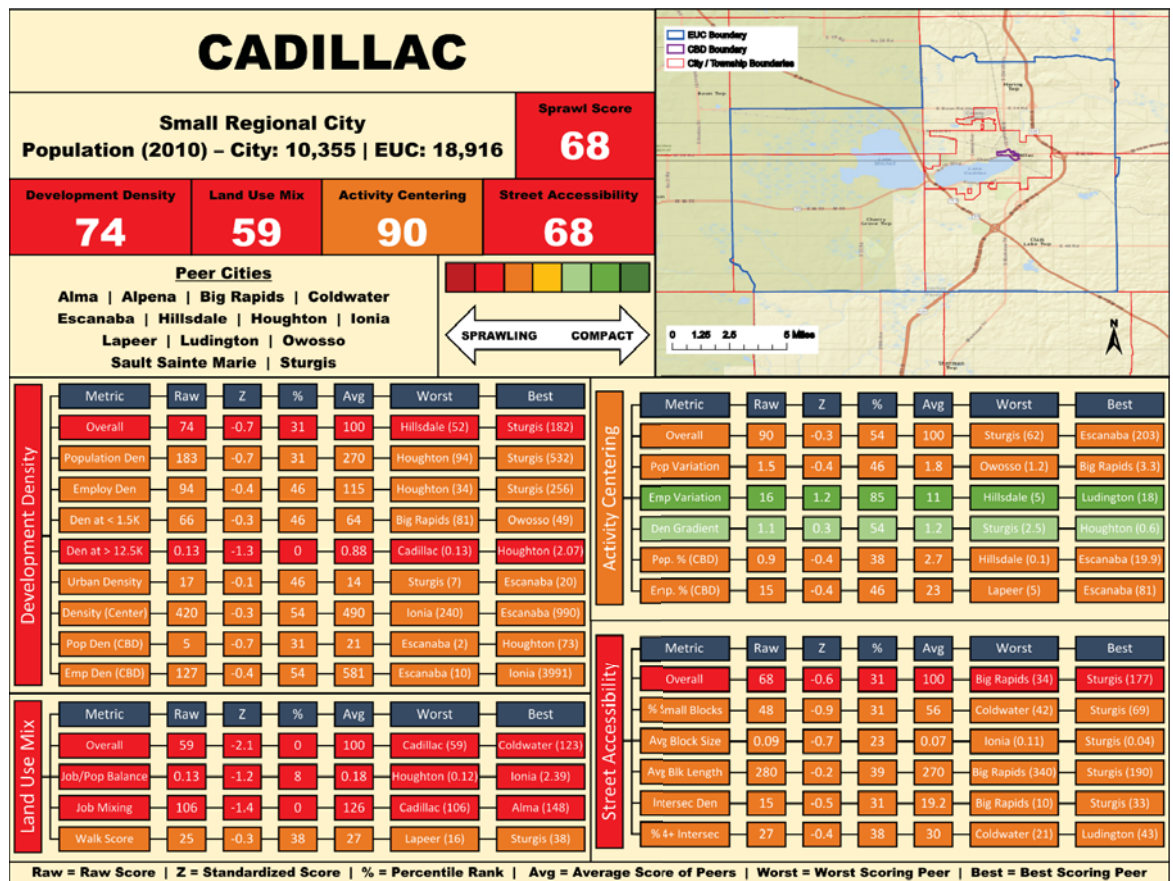 CADILLAC
Small Regional City
Population (2010) – City: 10,355 | EUC: 18,916
Sprawl Score
68
Development Density
74
Land Use Mix
59
Activity Centering
90
Street Accessibility
68
Peer Cities
Alma | Alpena | Big Rapids | Coldwater
Escanaba | Hillsdale | Houghton | Ionia
Lapeer | Ludington | Owosso
Sault Sainte Marie | Sturgis
SPRAWLING COMPACT
EUC Boundary
CBD Boundary
City / Township Boundaries
Haring Twp
Cherry Grove Twp
Clam Lake Twp
0 1.25 2.5 5 Miles
N
Development Density
Metric Raw Z % Avg Worst Best
Overall 74 -0.7 31 100 Hillsdale (52) Sturgis (182)
Population Den 183 -0.7 31 270 Houghton (94) Sturgis (532)
Employ Den 94 -0.4 46 115 Houghton (34) Sturgis (256)
Den at < 1.5K 66 -0.3 46 64 Big Rapids (81) Owosso (49)
Den at > 12.5K 0.13 -1.3 0 0.88 Cadillac (0.13) Houghton (2.07)
Urban Density 17 -0.1 46 14 Sturgis (7) Escanaba (20)
Density (Center) 420 -0.3 54 490 Ionia (240) Escanaba (990)
Pop Den (CBD) 5 -0.7 31 21 Escanaba (2) Houghton (73)
Emp Den (CBD) 127 -0.4 54 581 Escanaba (10) Ionia (3991)
Land Use Mix
Metric Raw Z % Avg Worst Best
Overall 59 -2.1 0 100 Cadillac (59) Coldwater (123)
Job/Pop Balance 0.13 -1.2 8 0.18 Houghton (0.12) Ionia (2.39)
Job Mixing 106 -1.4 0 126 Cadillac (106) Alma (148)
Walk Score 25 -0.3 38 27 Lapeer (16) Sturgis (38)
Activity Centering
Metric Raw Z % Avg Worst Best
Overall 90 -0.3 54 100 Sturgis (62) Escanaba (203)
Pop Variation 1.5 -0.4 46 1.8 Owosso (1.2) Big Rapids (3.3)
Emp Variation 16 1.2 85 11 Hillsdale (5) Ludington (18)
Den Gradient 1.1 0.3 54 1.2 Sturgis (2.5) Houghton (0.6)
Pop. % (CBD) 0.9 -0.4 38 2.7 Hillsdale (0.1) Escanaba (19.9)
Emp. % (CBD) 15 -0.4 46 23 Lapeer (5) Escanaba (81)
Street Accessibility
Metric Raw Z % Avg Worst Best
Overall 68 -0.6 31 100 Big Rapids (34) Sturgis (177)
% Small Blocks 48 -0.9 31 56 Coldwater (42) Sturgis (69)
Avg Block Size 0.09 -0.7 23 0.07 Ionia (0.11) Sturgis (0.04)
Avg Blk Length 280 -0.2 39 270 Big Rapids (340) Sturgis (190)
Intersec Den 15 -0.5 31 19.2 Big Rapids (10) Sturgis (33)
% 4+ Intersec 27 -0.4 38 30 Coldwater (21) Ludington (43)
Raw = Raw Score | Z = Standardized Score | % = Percentile Rank | Avg = Average Score of Peers | Worst = Worst Scoring Peer | Best = Best Scoring Peer